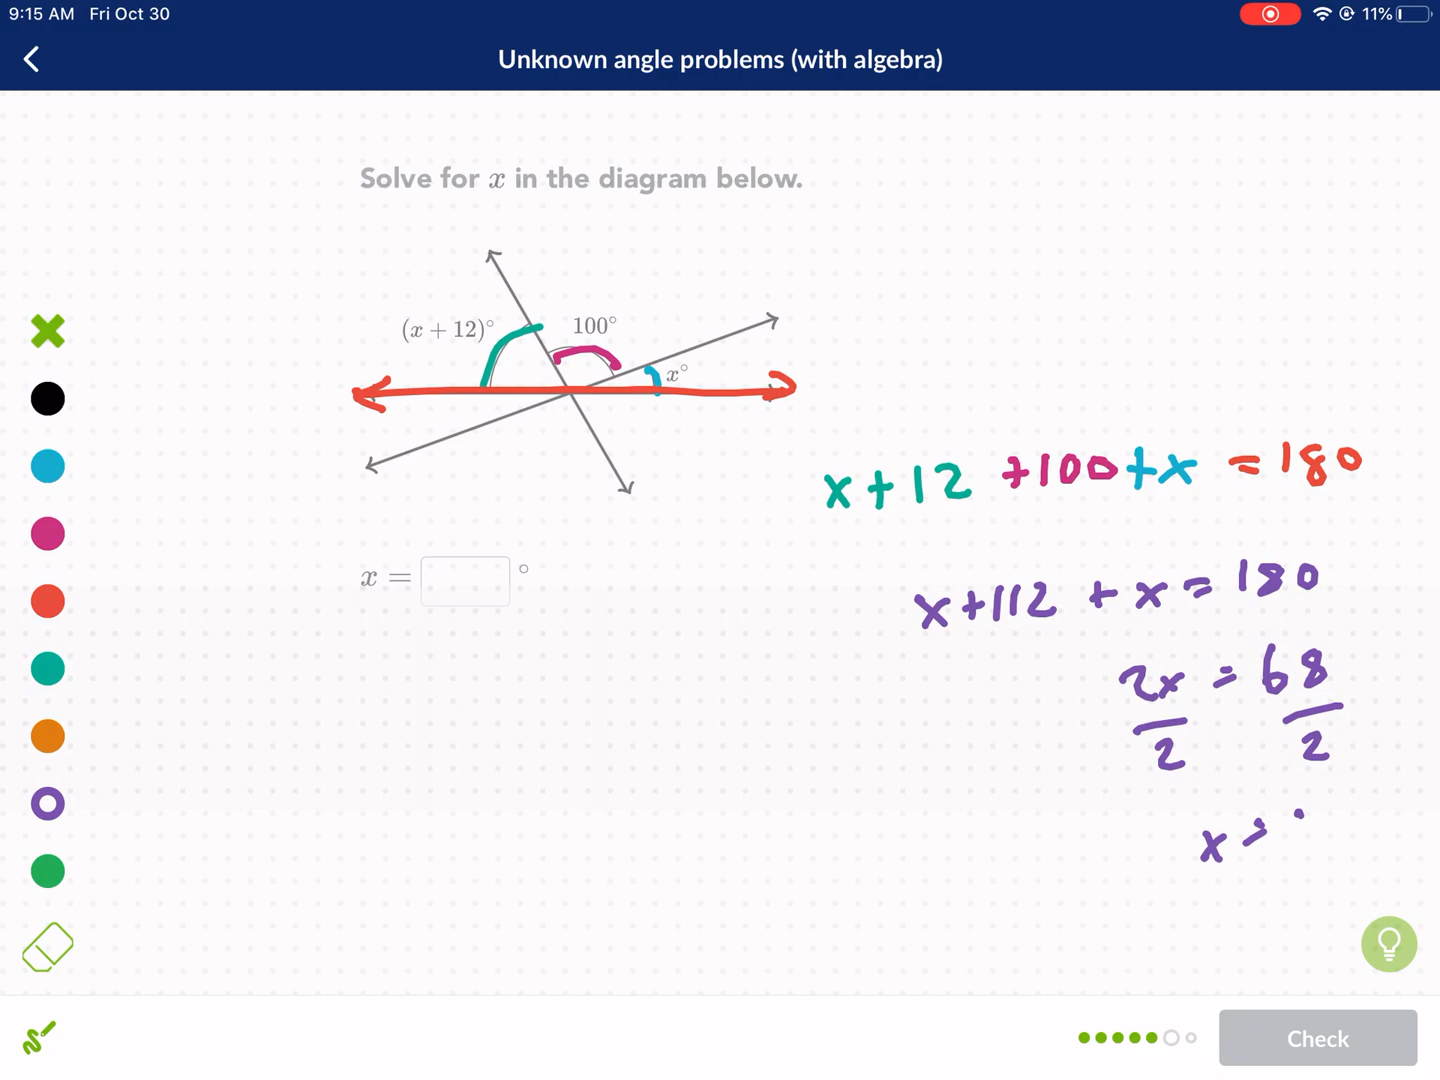 9:15 AM Fri Oct 30
11%
Unknown angle problems (with algebra)
Solve for x in the diagram below.
(x + 12)°
100°
x°
x + 12 + 100 + x = 180
x = °
x + 112 + x = 180
2x = 68
2 2
x =
Check